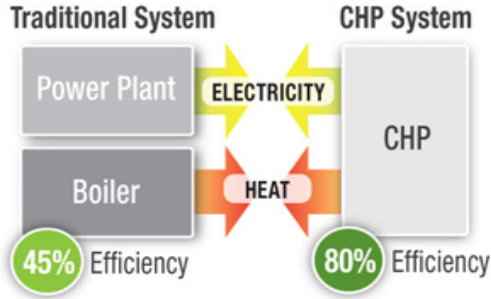 Traditional System
CHP System
Power Plant
ELECTRICITY
CHP
Boiler
HEAT
45% Efficiency
80% Efficiency